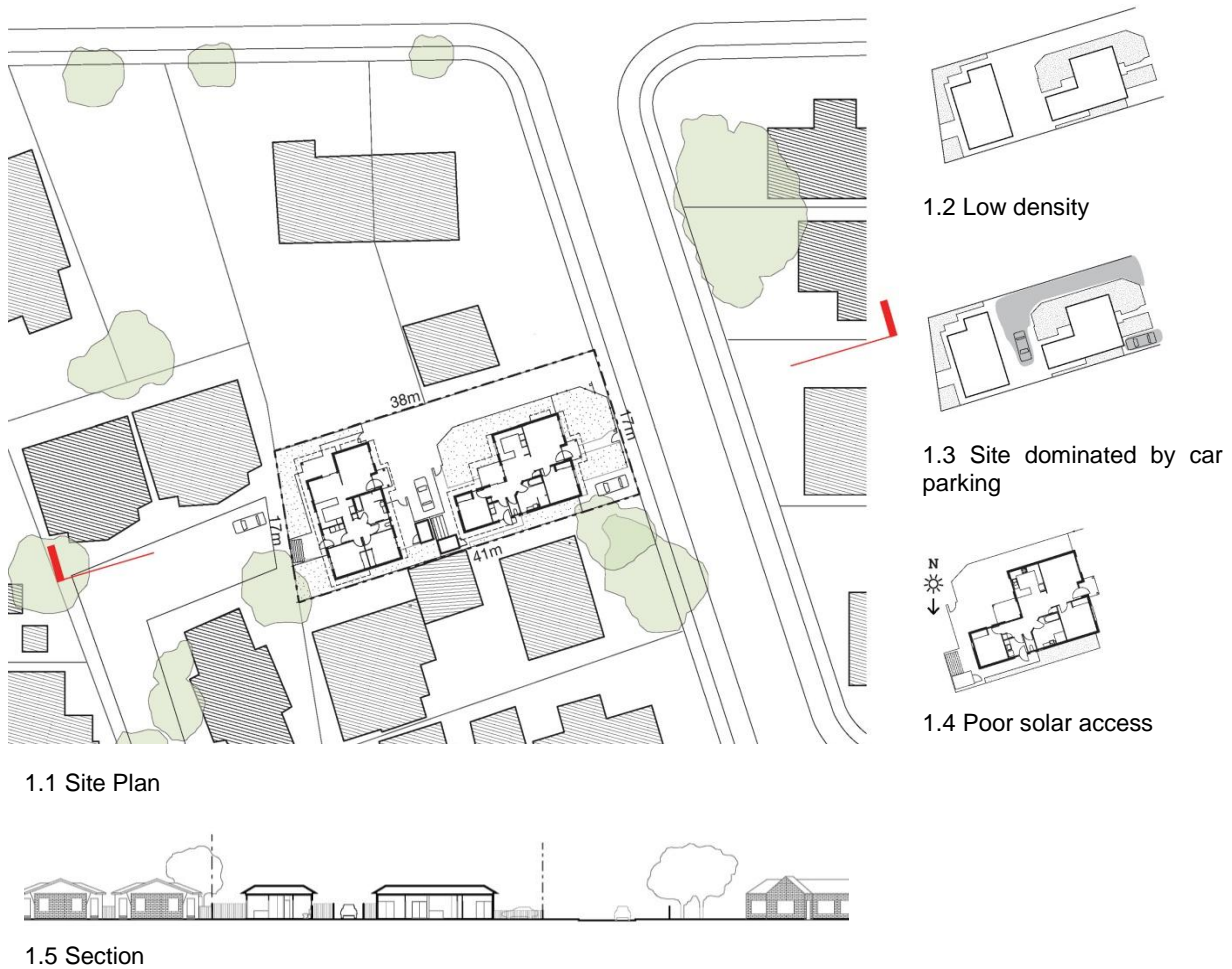 38m
17m
17m
41m
1.1 Site Plan
1.2 Low density
1.3 Site dominated by car
parking
N
1.4 Poor solar access
1.5 Section